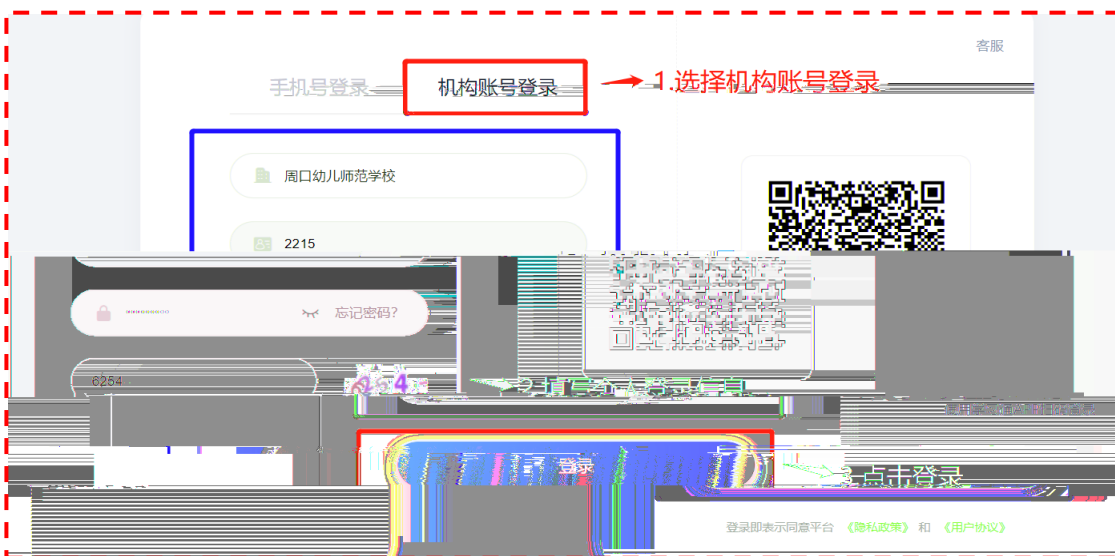 客服
手机号登录
机构账号登录
1.选择机构账号登录
周口幼儿师范学校
2215
忘记密码?
6254
登录
点击登录
登录即表示同意平台 《隐私政策》 和 《用户协议》